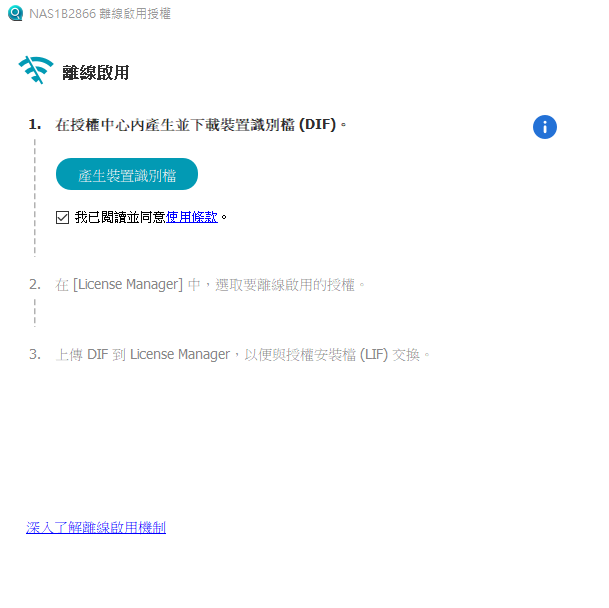 NAS1B2866 離線啟用授權
離線啟用
1. 在授權中心內產生並下載裝置識別檔 (DIF)。
產生裝置識別檔
我已閱讀並同意使用條款。
2. 在 [License Manager] 中，選取要離線啟用的授權。
3. 上傳 DIF 到 License Manager，以便與授權安裝檔 (LIF) 交換。
深入了解離線啟用機制